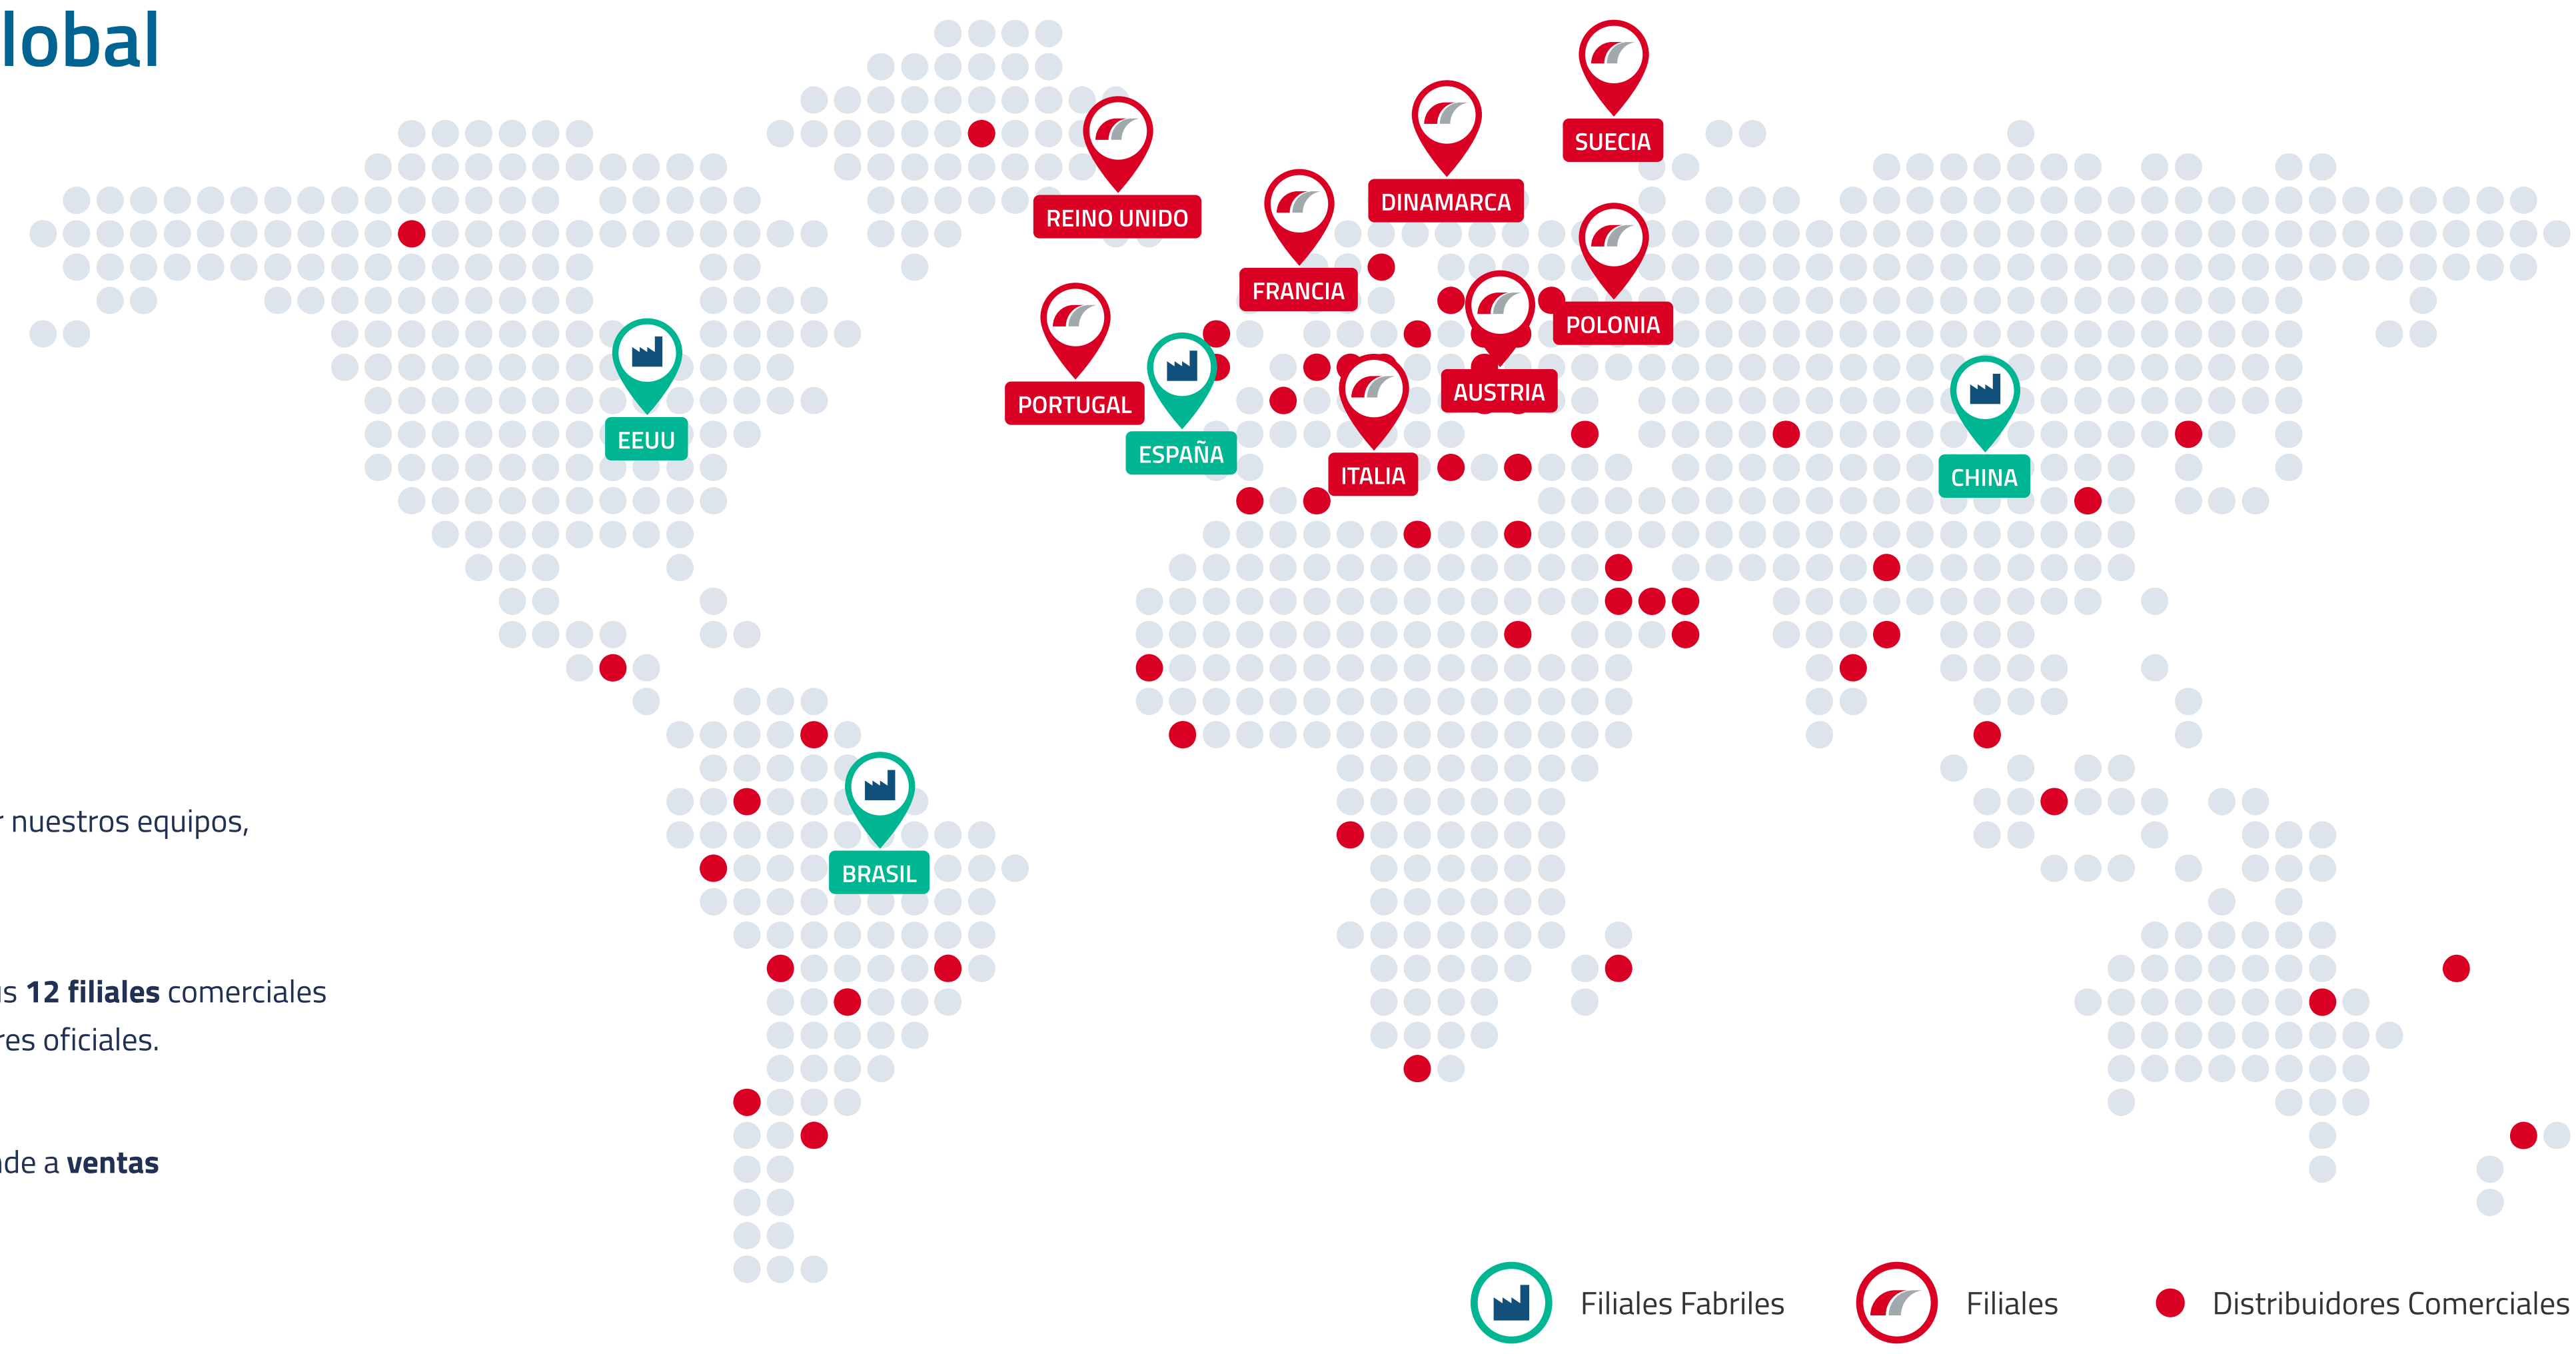 lobal
SUECIA
DINAMARCA
REINO UNIDO
FRANCIA
POLONIA
PORTUGAL
AUSTRIA
EEUU
ESPAÑA
ITALIA
CHINA
nuestros equipos,
BRASIL
12 filiales comerciales
res oficiales.
de a ventas
Filiales Fabriles
Filiales
Distribuidores Comerciales